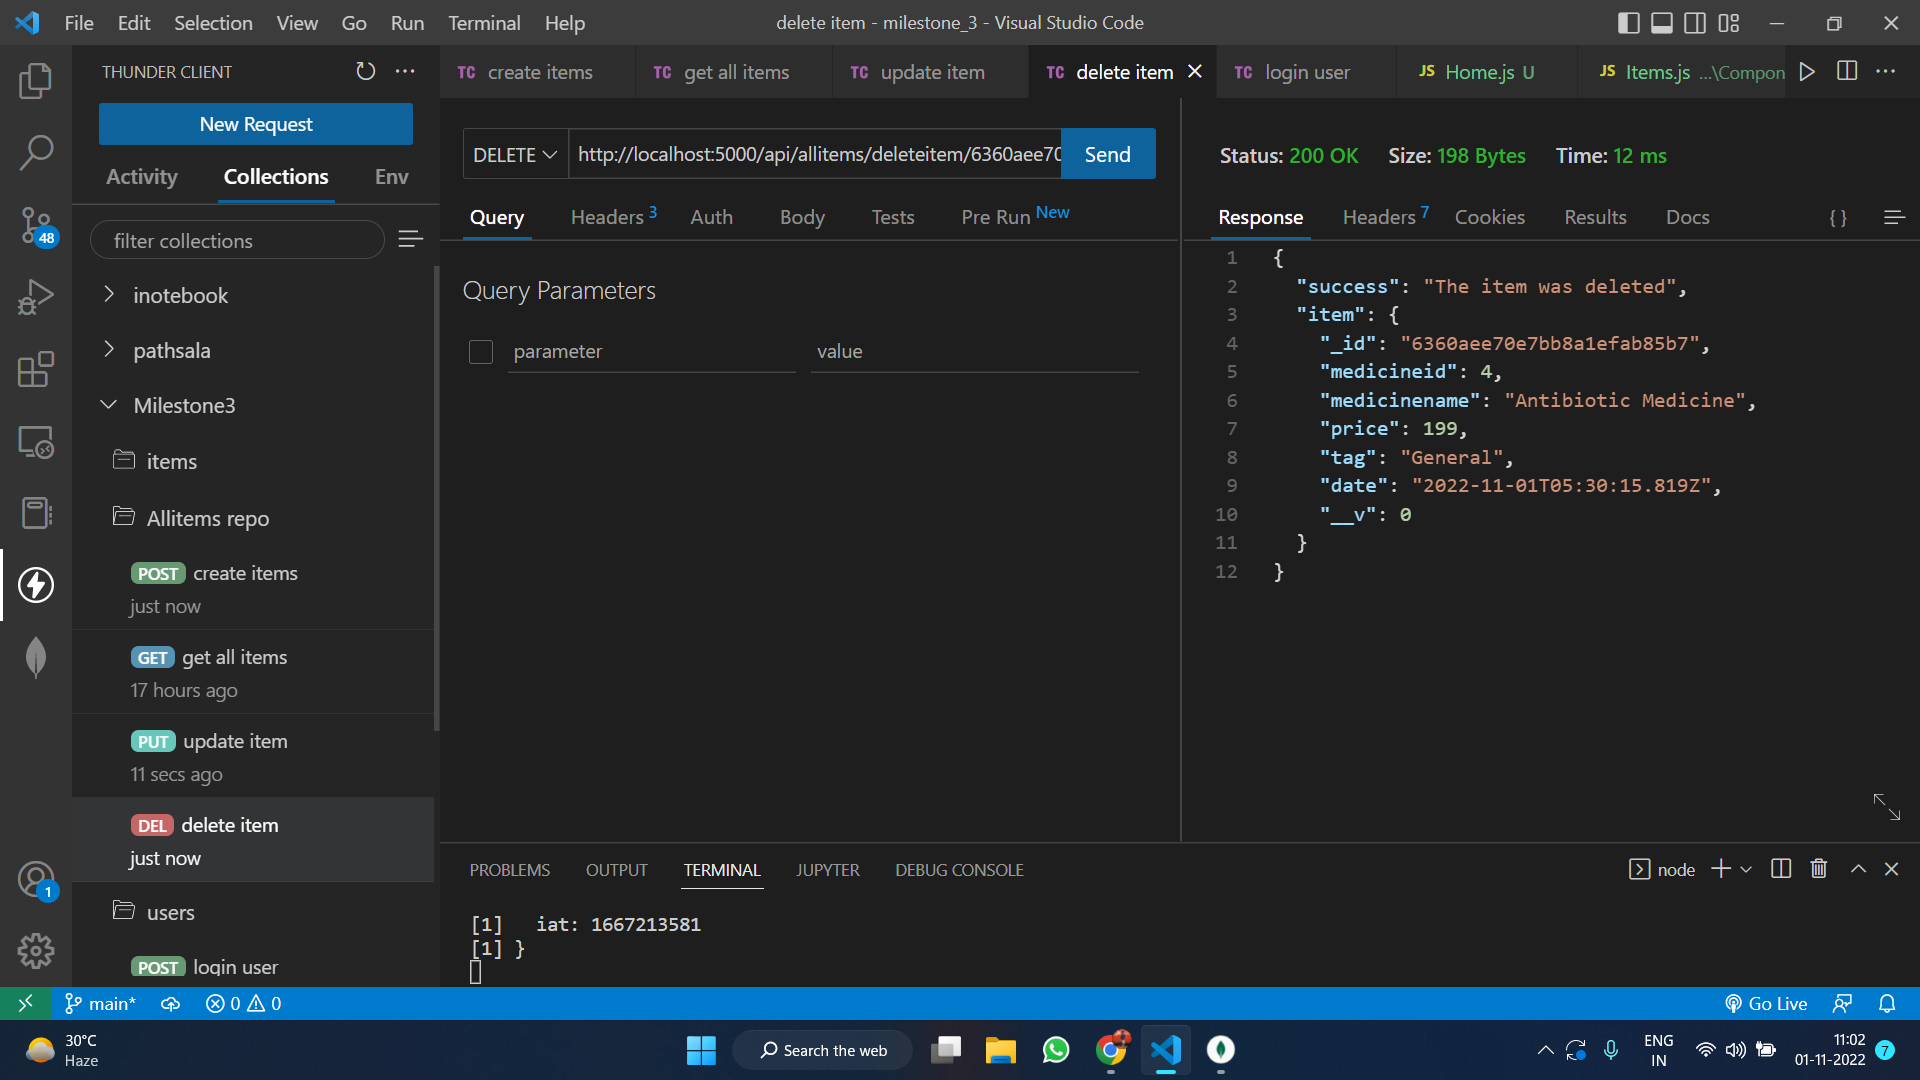 File Edit Selection View Go Run Terminal Help
delete item - milestone_3 - Visual Studio Code
THUNDER CLIENT
New Request
Activity Collections Env
filter collections
inotebook
pathsala
Milestone3
items
Allitems repo
POST create items
just now
GET get all items
17 hours ago
PUT update item
11 secs ago
DEL delete item
just now
users
POST login user
48
1
TC create items
TC get all items
TC update item
TC delete item
TC login user
JS Home.js U
JS Items.js ...\Compon
DELETE http://localhost:5000/api/allitems/deleteitem/6360aee70 Send
Query Headers 3 Auth Body Tests Pre Run New
Query Parameters
parameter value
Status: 200 OK Size: 198 Bytes Time: 12 ms
Response Headers 7 Cookies Results Docs { }
1 {
2 "success": "The item was deleted",
3 "item": {
4 "_id": "6360aee70e7bb8a1efab85b7",
5 "medicineid": 4,
6 "medicinename": "Antibiotic Medicine",
7 "price": 199,
8 "tag": "General",
9 "date": "2022-11-01T05:30:15.819Z",
10 "__v": 0
11 }
12 }
PROBLEMS OUTPUT TERMINAL JUPYTER DEBUG CONSOLE
node
[1] iat: 1667213581
[1] }
main* 0 0
Go Live
30°C
Haze
Search the web
ENG
IN
11:02
01-11-2022
7